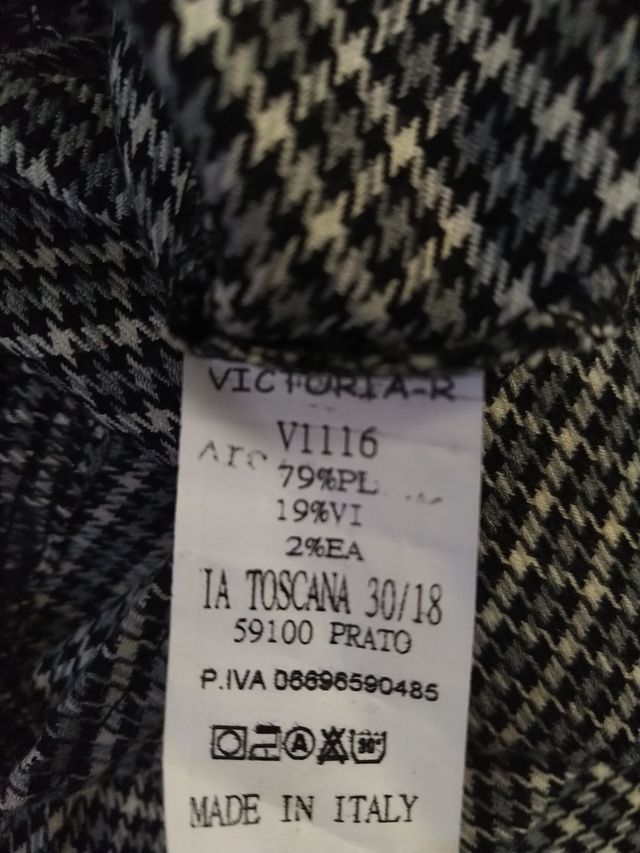 VICTORIA-R
V1116
79%PL
19%VI
2%EA
IA TOSCANA 30/18
59100 PRATO
P.IVA 06696590485
A 30°
MADE IN ITALY